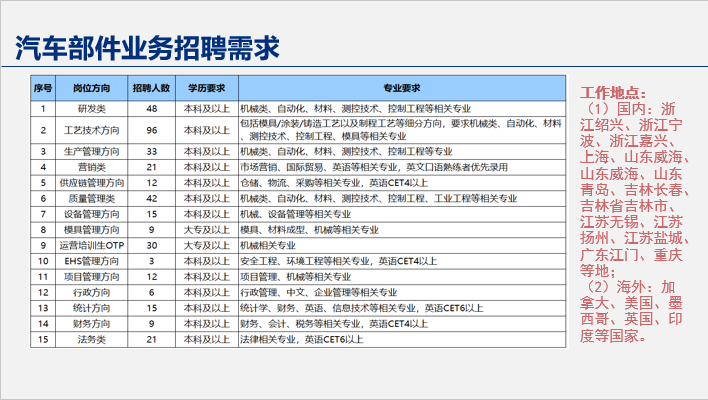 汽车部件业务招聘需求
序号 岗位方向 招聘人数 学历要求 专业要求
1 研发类 48 本科及以上 机械类、自动化、材料、测控技术、控制工程等相关专业
2 工艺技术方向 96 本科及以上 包括模具/涂装/铸造工艺以及制程工艺等细分方向，要求机械类、自动化、材料
、测控技术、控制工程、模具等相关专业
3 生产管理方向 33 本科及以上 机械类、自动化、材料、测控技术、控制工程等专业
4 营销类 21 本科及以上 市场营销、国际贸易、英语等相关专业，英文口语熟练者优先录用
5 供应链管理方向 12 本科及以上 仓储、物流、采购等相关专业，英语CET4以上
6 质量管理类 42 本科及以上 机械类、自动化、材料、测控技术、控制工程、工业工程等相关专业
7 设备管理方向 15 本科及以上 机械、设备管理等相关专业
8 模具管理方向 9 大专及以上 模具、材料成型、机械等相关专业
9 运营培训生OTP 30 大专及以上 机械相关专业
10 EHS管理方向 3 本科及以上 安全工程、环境工程等相关专业，英语CET4以上
11 项目管理方向 12 本科及以上 项目管理、机械等相关专业
12 行政方向 6 本科及以上 行政管理、中文、企业管理等相关专业
13 统计方向 15 本科及以上 统计学、财务、英语、信息技术等相关专业，英语CET6以上
14 财务方向 9 本科及以上 财务、会计、税务等相关专业，英语CET4以上
15 法务类 21 本科及以上 法律相关专业，英语CET6以上
工作地点：
（1）国内：浙
江绍兴、浙江宁
波、浙江嘉兴、
上海、山东威海、
山东威海、山东
青岛、吉林长春、
吉林省吉林市、
江苏无锡、江苏
扬州、江苏盐城、
广东江门、重庆
等地；
（2）海外：加
拿大、美国、墨
西哥、英国、印
度等国家。